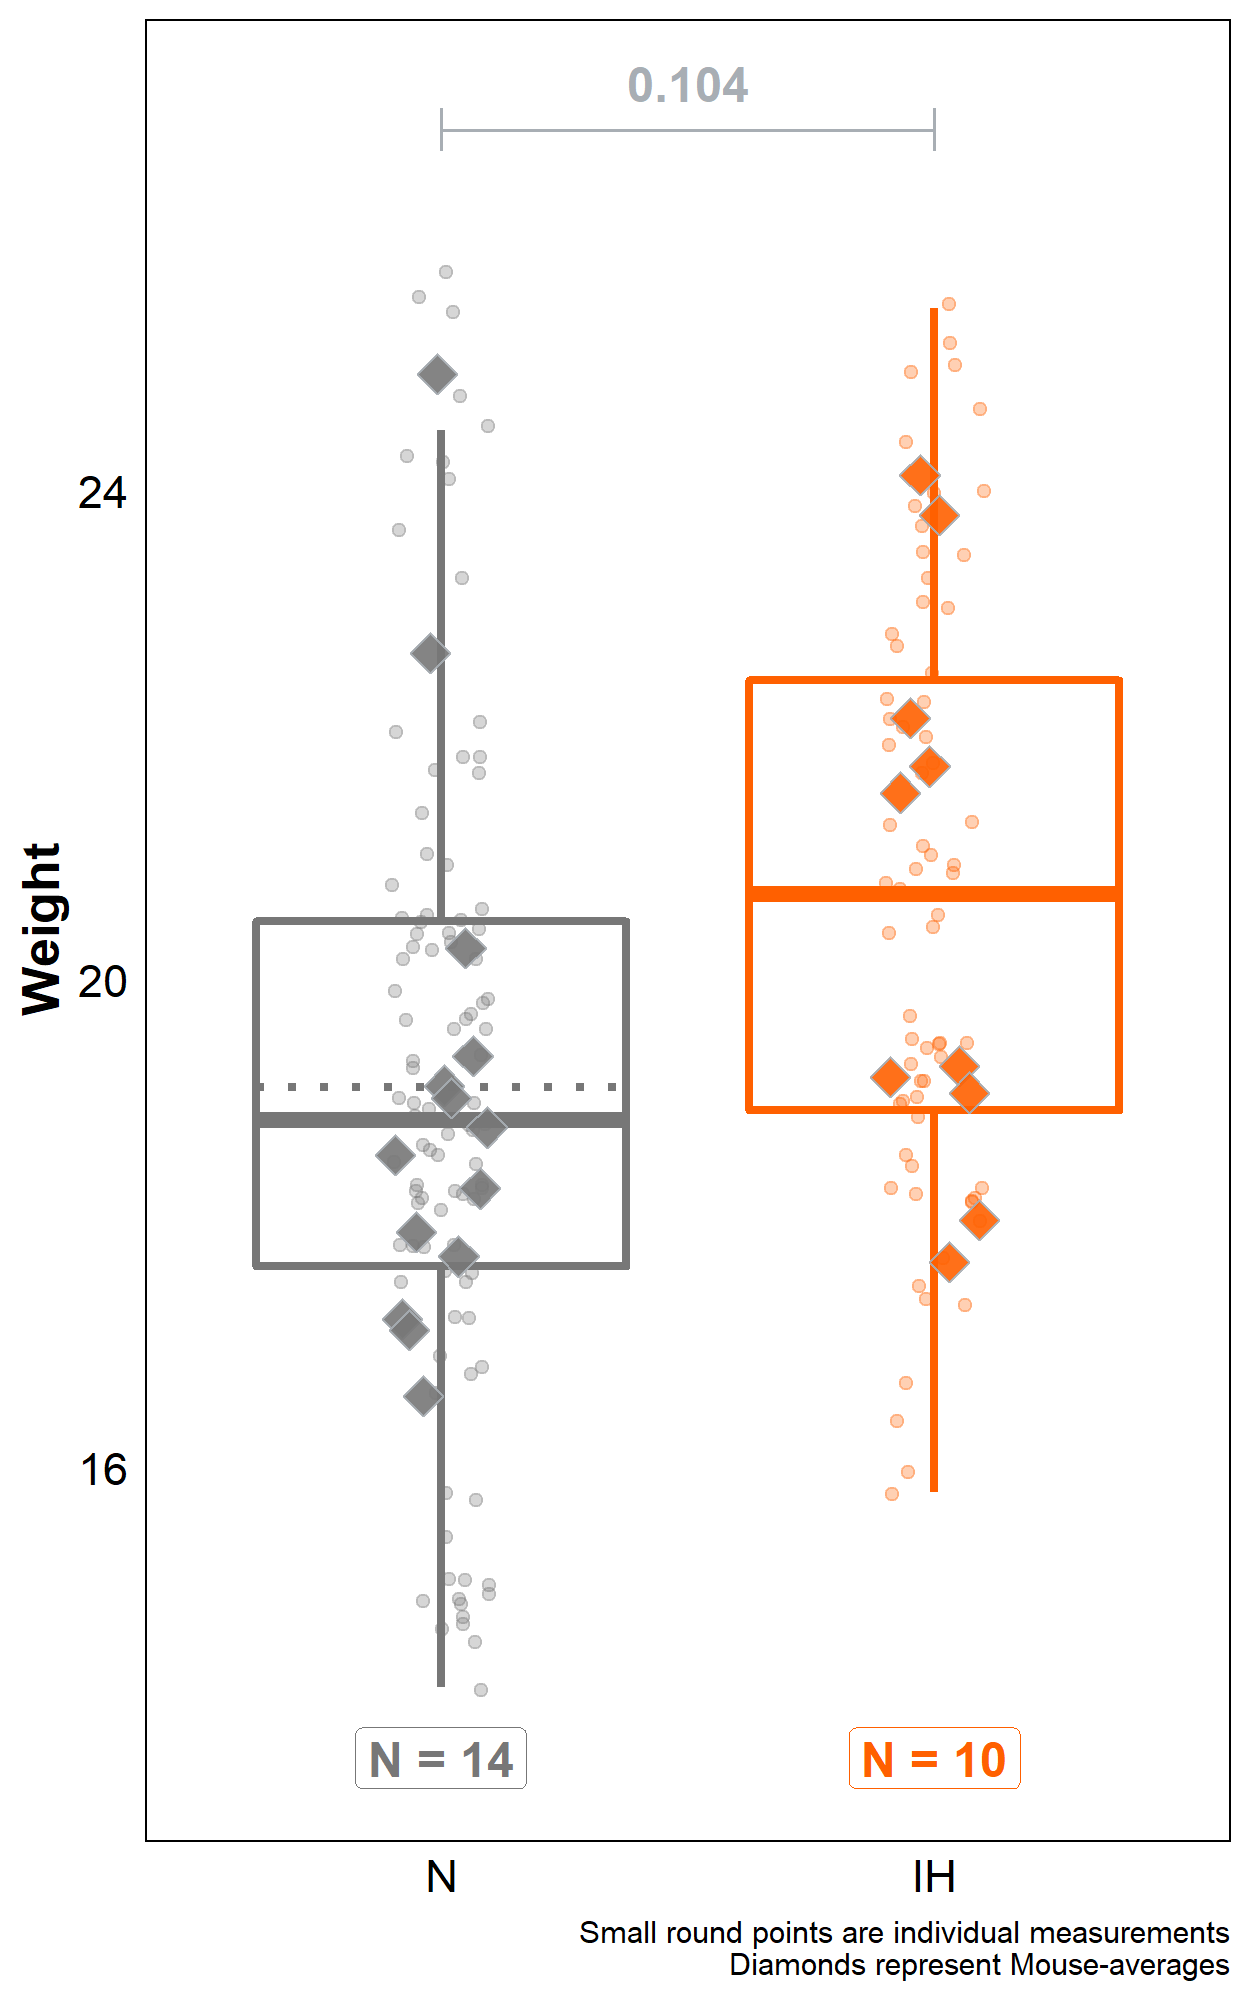 0.104
Weight
24
20
16
N = 14
N = 10
N
IH
Small round points are individual measurements
Diamonds represent Mouse-averages